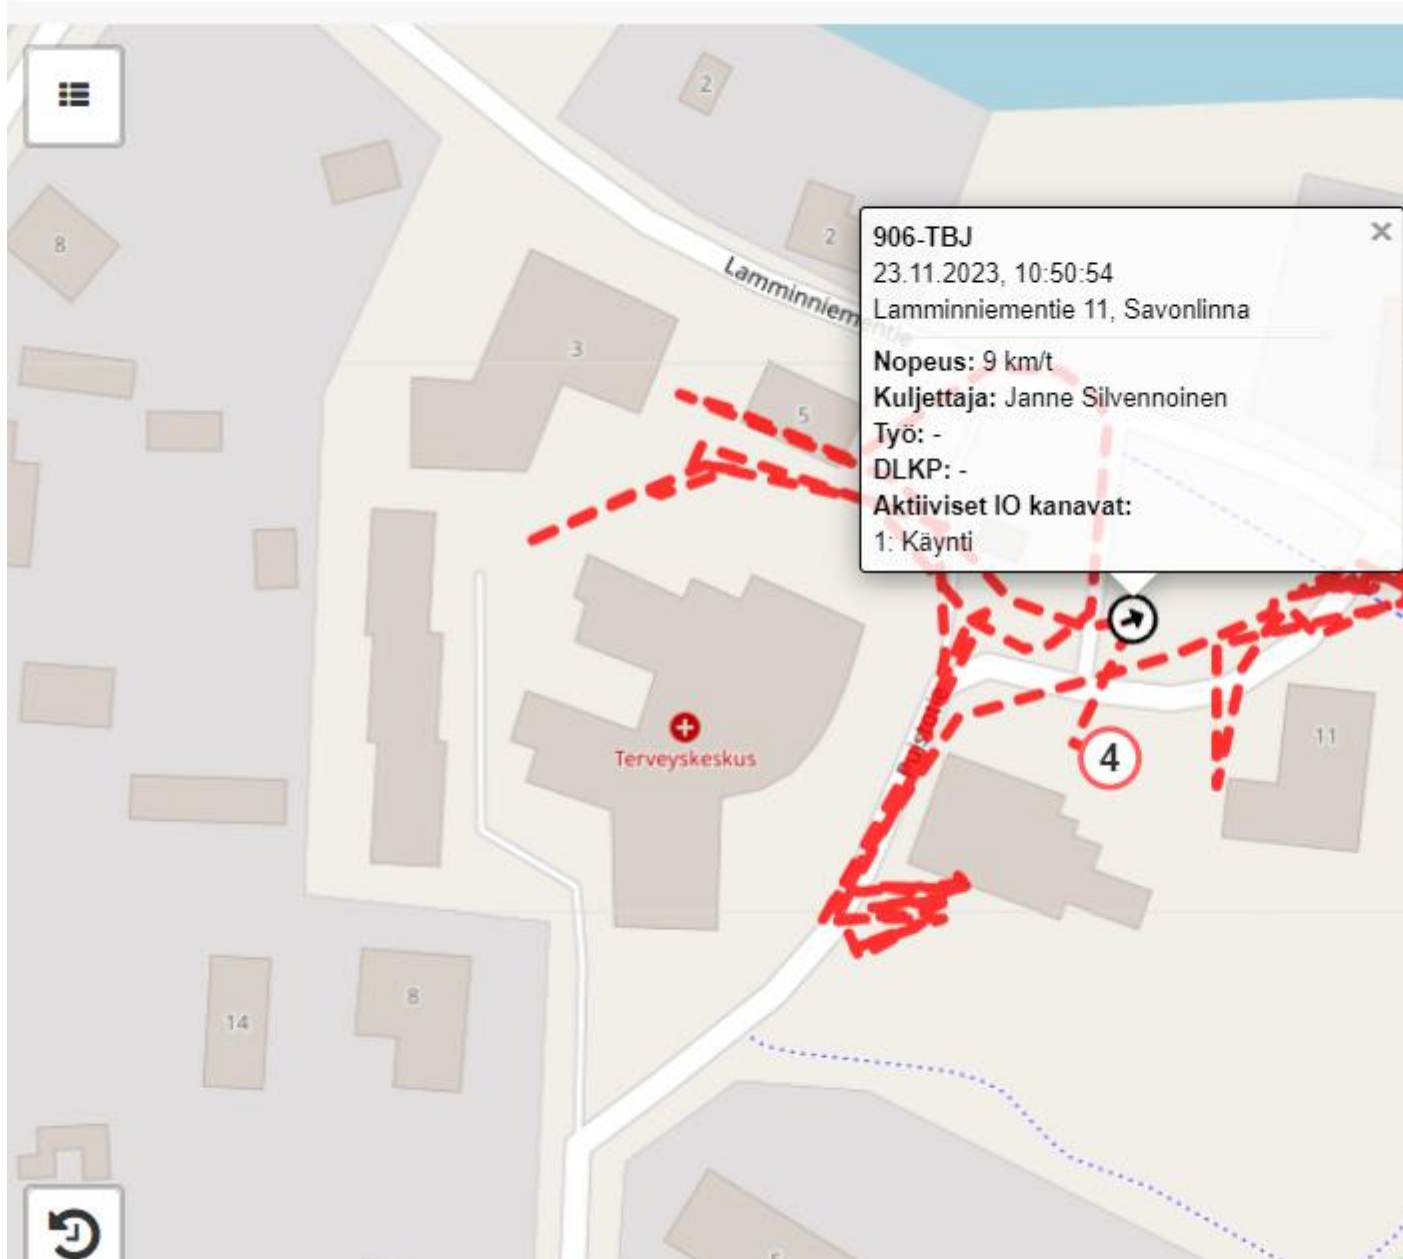 2
8
2
Lamminniementie
906-TBJ
23.11.2023, 10:50:54
Lamminniementie 11, Savonlinna
Nopeus: 9 km/t
Kuljettaja: Janne Silvennoinen
Työ: -
DLKP: -
Aktiiviset IO kanavat:
1: Käynti
3
5
Terveyskeskus
4
11
14
8